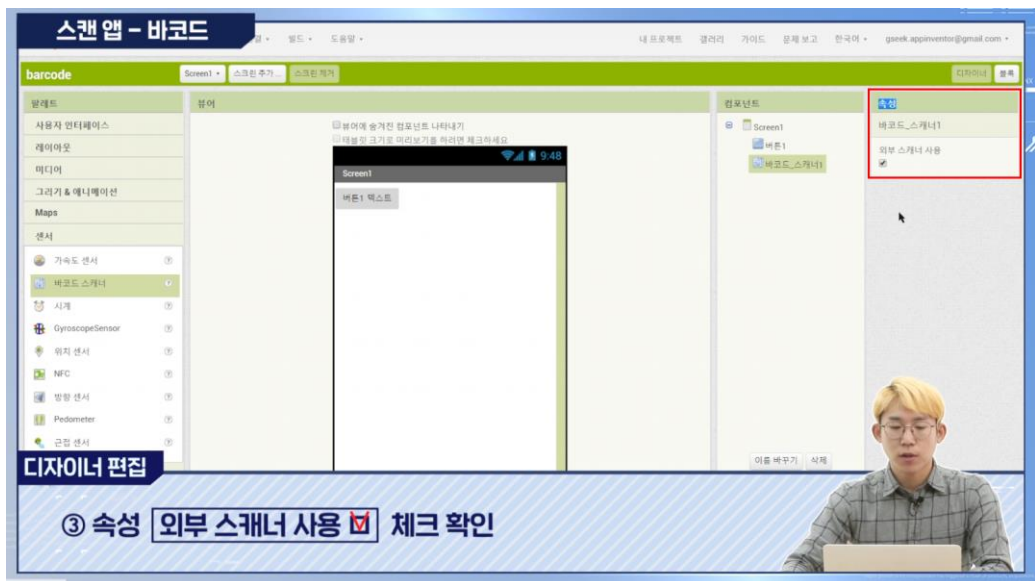 스캔 앱 - 바코드
빌드 도움말
내 프로젝트 갤러리 가이드 문제 보고 한국어 gseek.appinventor@gmail.com
barcode Screen1 스크린 추가... 스크린 제거 디자이너 블록
팔레트
사용자 인터페이스
레이아웃
미디어
그리기 & 애니메이션
Maps
센서
가속도 센서
바코드 스캐너
시계
GyroscopeSensor
위치 센서
NFC
방향 센서
Pedometer
근접 센서
뷰어
뷰어에 숨겨진 컴포넌트 나타내기
태블릿 크기로 미리보기를 하려면 체크하세요
9:48
Screen1
버튼1 텍스트
컴포넌트
Screen1
버튼1
바코드_스캐너1
이름 바꾸기 삭제
속성
바코드_스캐너1
외부 스캐너 사용
디자이너 편집
③ 속성 외부 스캐너 사용 체크 확인